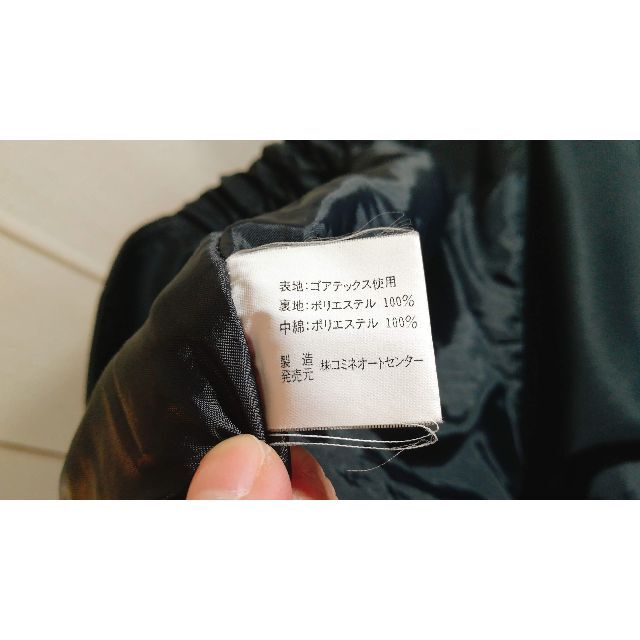 表地:ゴアテックス使用
裏地:ポリエステル 100%
中綿:ポリエステル 100%
製造
発売元 ㈱コミネオートセンター